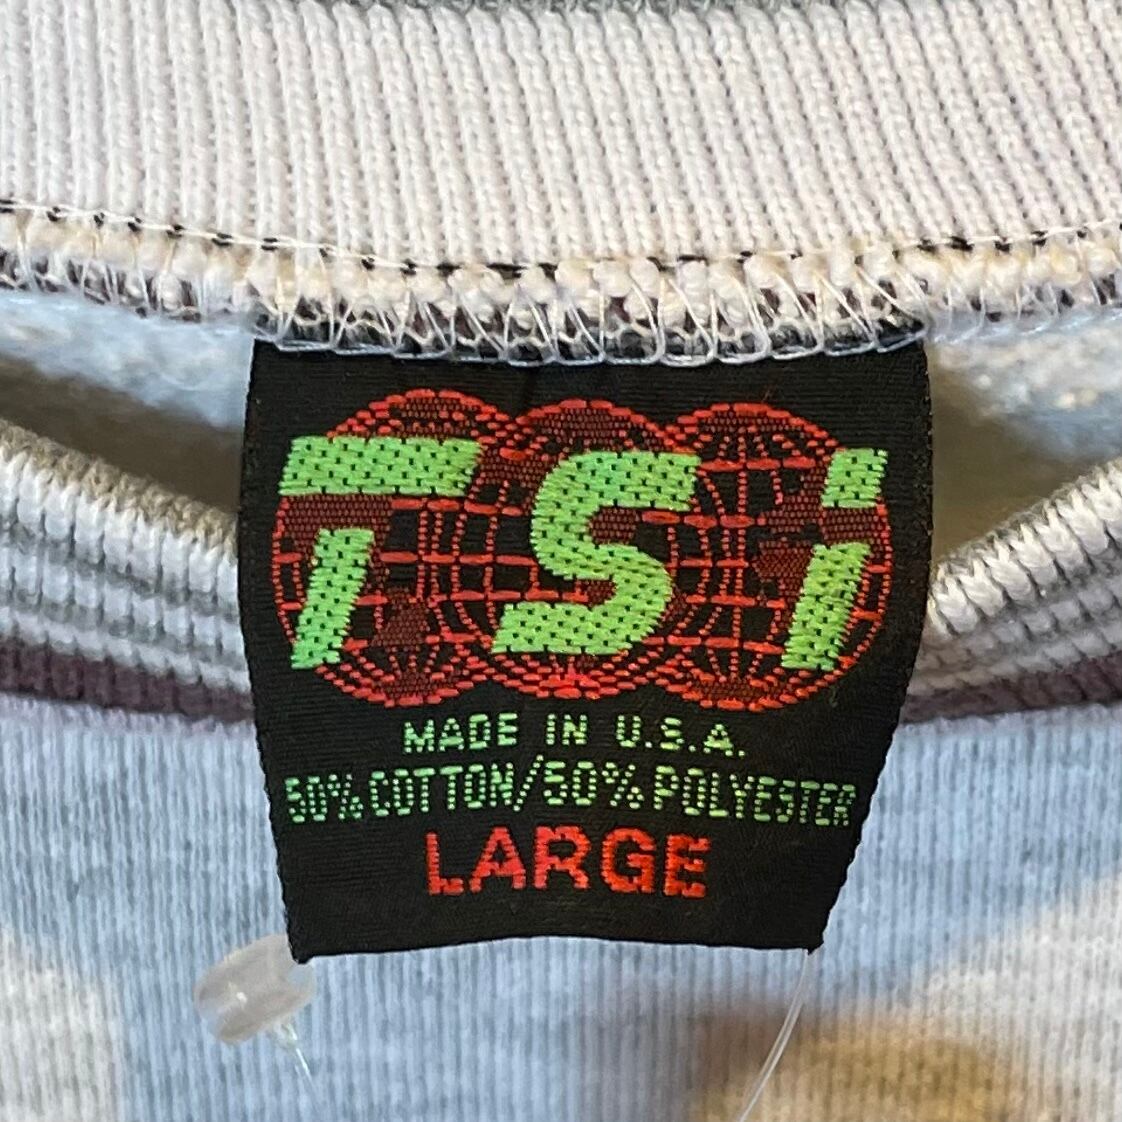 TSi
MADE IN U.S.A.
50% COTTON/50% POLYESTER
LARGE